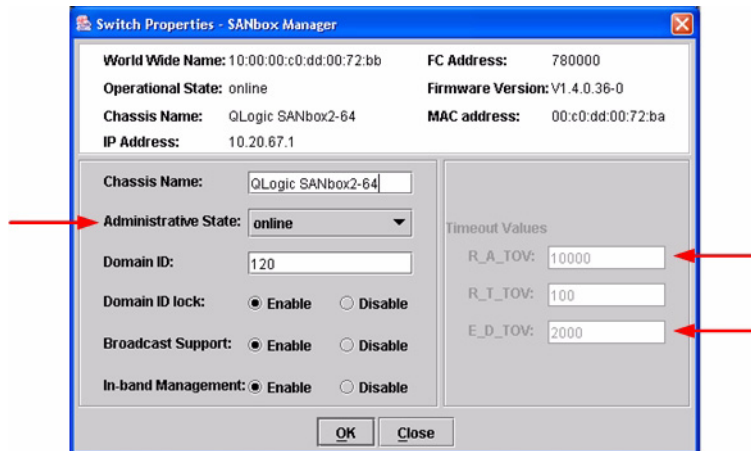 Switch Properties - SANbox Manager
World Wide Name: 10:00:00:c0:dd:00:72:bb FC Address: 780000
Operational State: online Firmware Version: V1.4.0.36-0
Chassis Name: QLogic SANbox2-64 MAC address: 00:c0:dd:00:72:ba
IP Address: 10.20.67.1
Chassis Name: QLogic SANbox2-64
Administrative State: online
Domain ID: 120
Domain ID lock: Enable Disable
Broadcast Support: Enable Disable
In-band Management: Enable Disable
Timeout Values
R_A_TOV: 10000
R_T_TOV: 100
E_D_TOV: 2000
OK Close